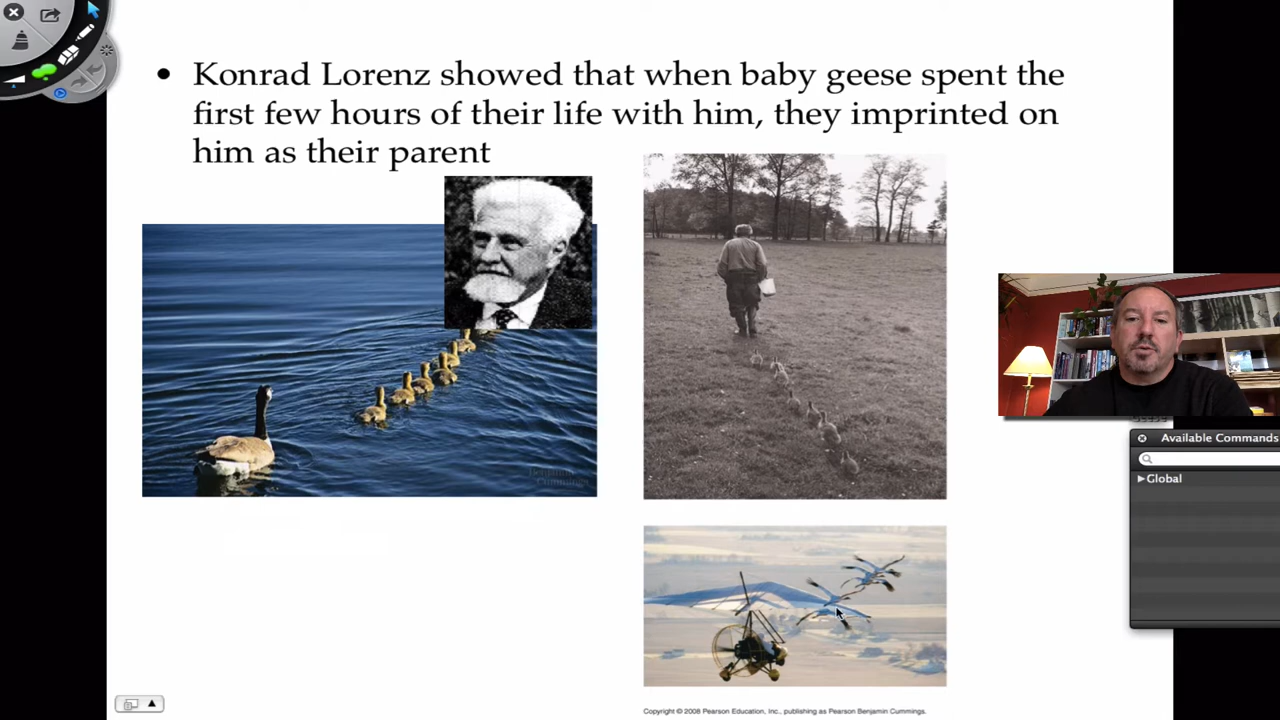 • Konrad Lorenz showed that when baby geese spent the
first few hours of their life with him, they imprinted on
him as their parent
Available Commands
Global
Copyright © 2008 Pearson Education, Inc., publishing as Pearson Benjamin Cummings.